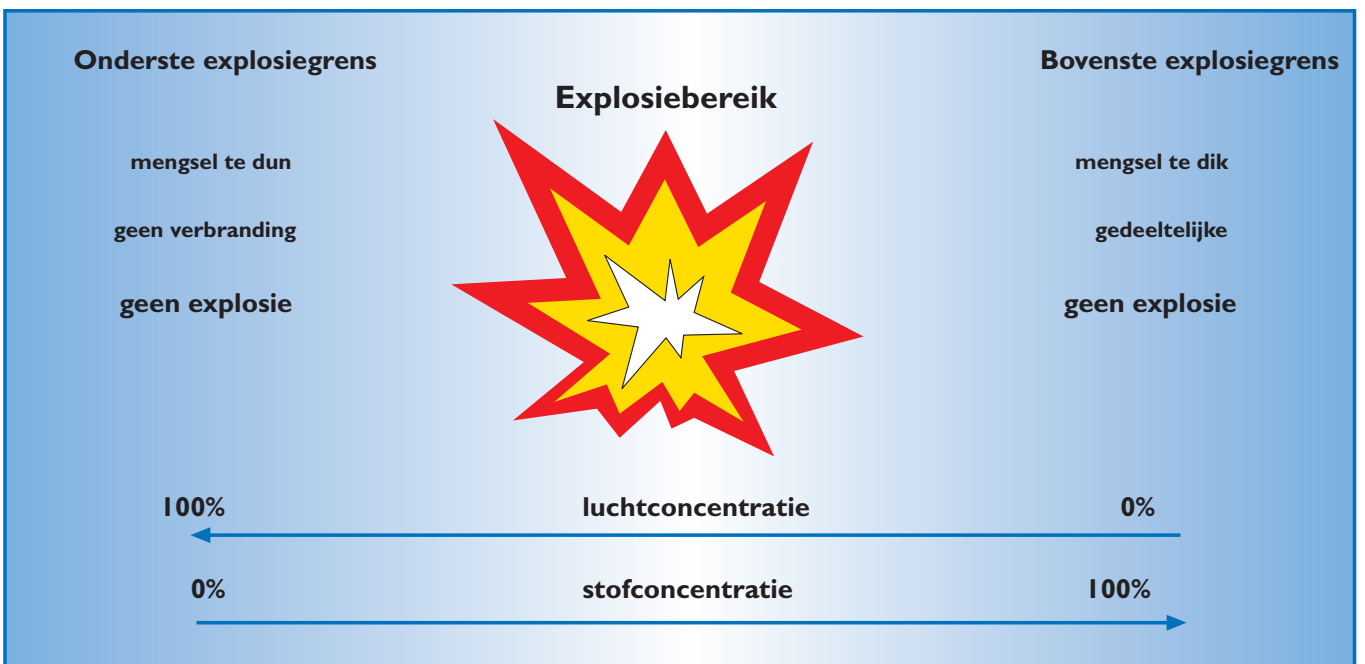 Onderste explosiegrens
Bovenste explosiegrens
Explosiebereik
mengsel te dun
mengsel te dik
geen verbranding
gedeeltelijke
geen explosie
geen explosie
100%
luchtconcentratie
0%
0%
stofconcentratie
100%